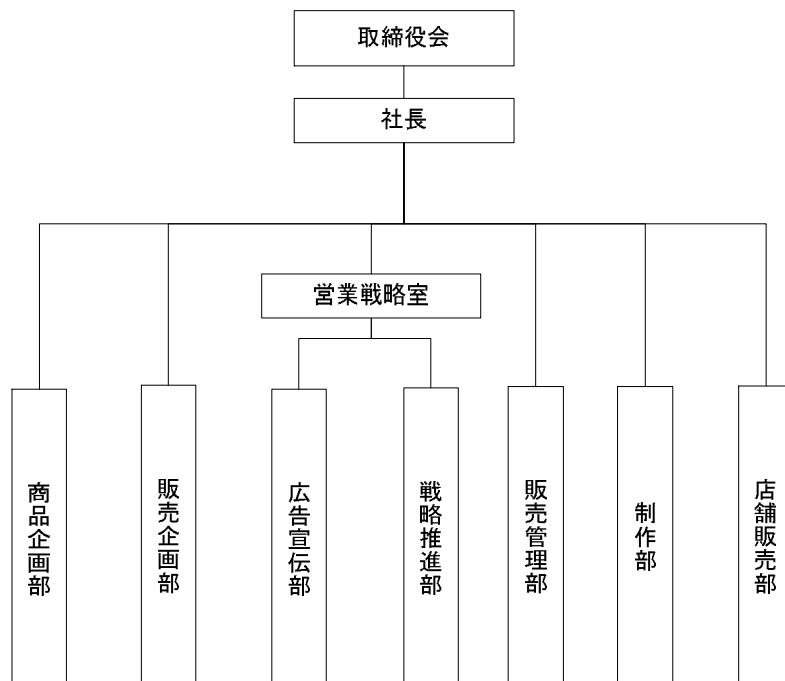 取締役会
社長
営業戦略室
商品企画部
販売企画部
広告宣伝部
戦略推進部
販売管理部
制作部
店舗販売部